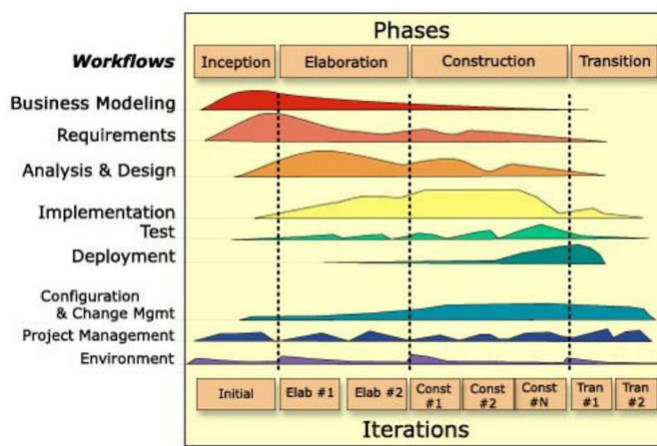 Phases
Workflows
Inception
Elaboration
Construction
Transition
Business Modeling
Requirements
Analysis & Design
Implementation
Test
Deployment
Configuration
& Change Mgmt
Project Management
Environment
Initial
Elab #1
Elab #2
Const
#1
Const
#2
Const
#N
Tran
#1
Tran
#2
Iterations